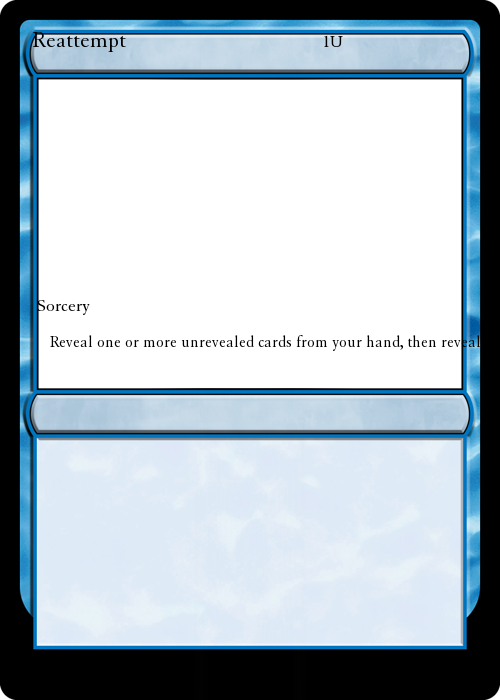 Reattempt 1U
Sorcery
Reveal one or more unrevealed cards from your hand, then reveal